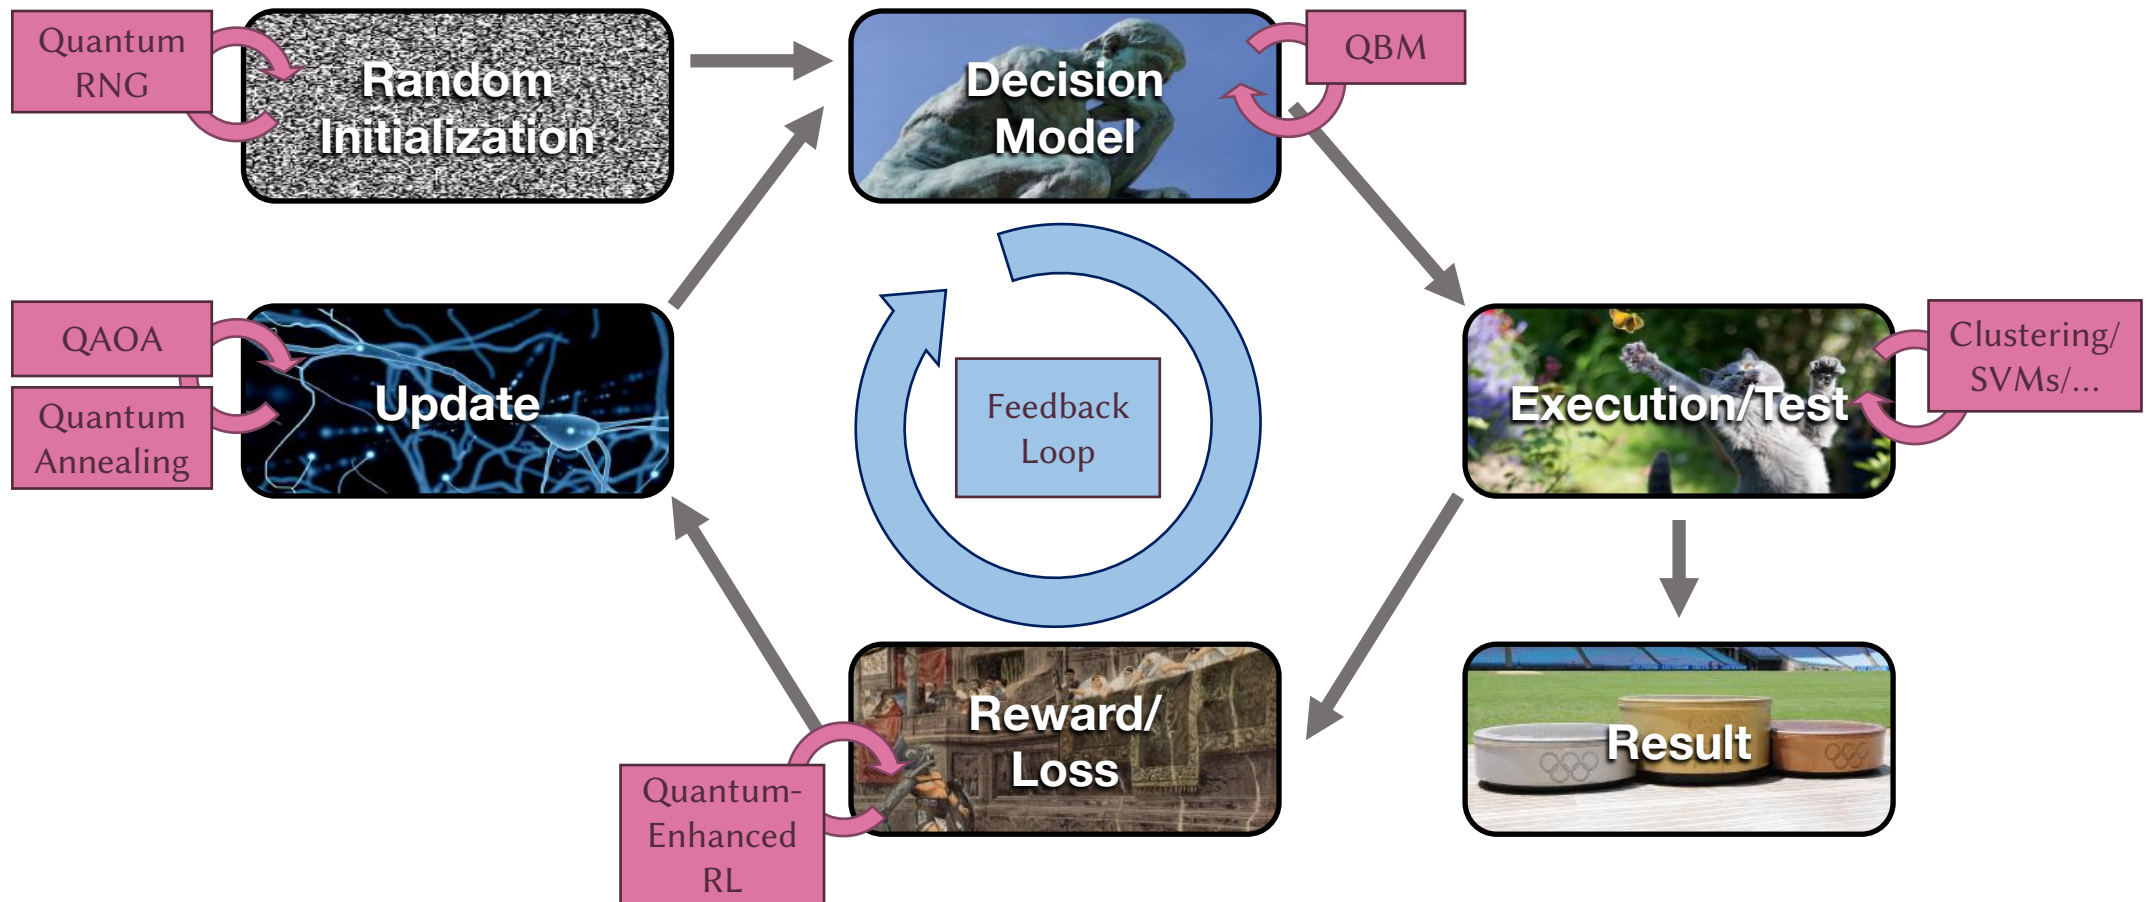 Quantum
RNG
Random
Initialization
Decision
Model
QBM
QAOA
Quantum
Annealing
Update
Feedback
Loop
Execution/Test
Clustering/
SVMs/...
Quantum-
Enhanced
RL
Reward/
Loss
Result